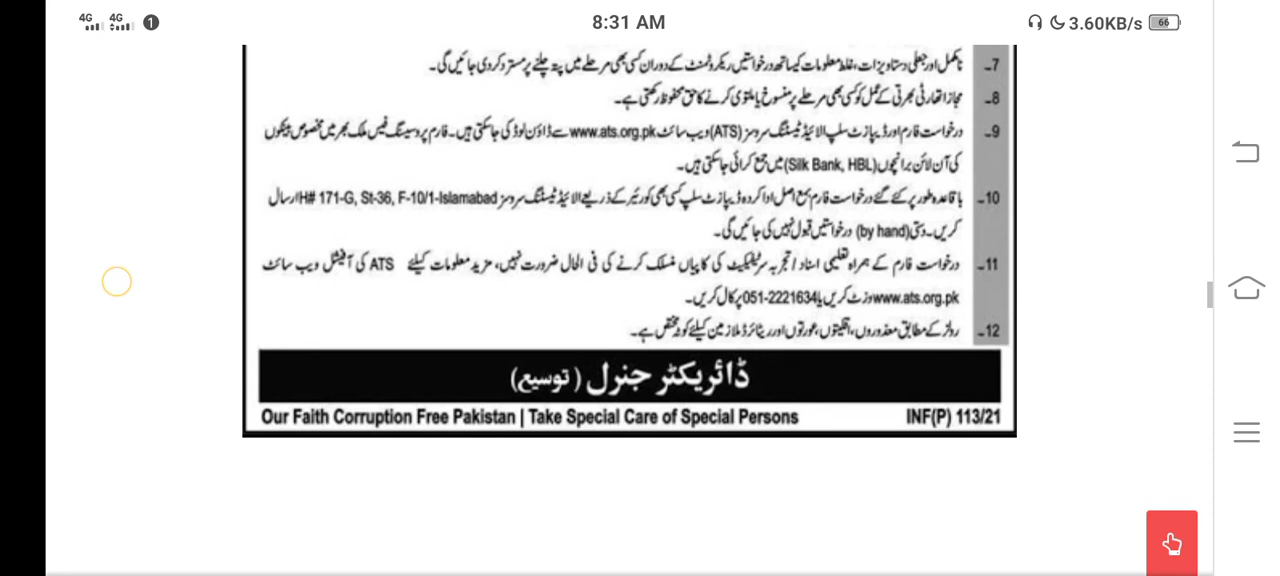 4G 4G 1 8:31 AM 3.60KB/s 66
7۔ نامکمل اور جعلی دستاویزات، غلط معلومات کیساتھ درخواستیں ریکروٹمنٹ کے دوران کسی بھی مرحلے میں پتہ چلنے پر مسترد کردی جائیں گی۔
8۔ مجاز اتھارٹی بھرتی کے عمل کو کسی بھی مرحلے پر منسوخ یا ملتوی کرنے کا حق محفوظ رکھتی ہے۔
9۔ درخواست فارم اور ڈیپازٹ سلپ الائیڈ ٹیسٹنگ سروسز (ATS) ویب سائٹ www.ats.org.pk سے ڈاؤن لوڈ کی جاسکتی ہیں۔ فارم پروسیسنگ فیس ملک بھر میں مخصوص بینکوں
کی آن لائن برانچوں (Silk Bank, HBL) میں جمع کرائی جاسکتی ہیں۔
10۔ باقاعدہ طور پر کئے گئے درخواست فارم بمع اصل ادا کردہ ڈیپازٹ سلپ کسی بھی کورئیر کے ذریعے الائیڈ ٹیسٹنگ سروسز H# 171-G, St-36, F-10/1-Islamabad ارسال
کریں۔ دستی (by hand) درخواستیں قبول نہیں کی جائیں گی۔
11۔ درخواست فارم کے ہمراہ تعلیمی اسناد / تجربہ سرٹیفکیٹ کی کاپیاں منسلک کرنے کی فی الحال ضرورت نہیں، مزید معلومات کیلئے ATS کی آفیشل ویب سائٹ
www.ats.org.pk وزٹ کریں یا 051-2221634 پر کال کریں۔
12۔ رولز کے مطابق معذوروں، اقلیتوں، عورتوں اور ریٹائرڈ ملازمین کیلئے کوٹہ مختص ہے۔
ڈائریکٹر جنرل (توسیع)
Our Faith Corruption Free Pakistan | Take Special Care of Special Persons INF(P) 113/21